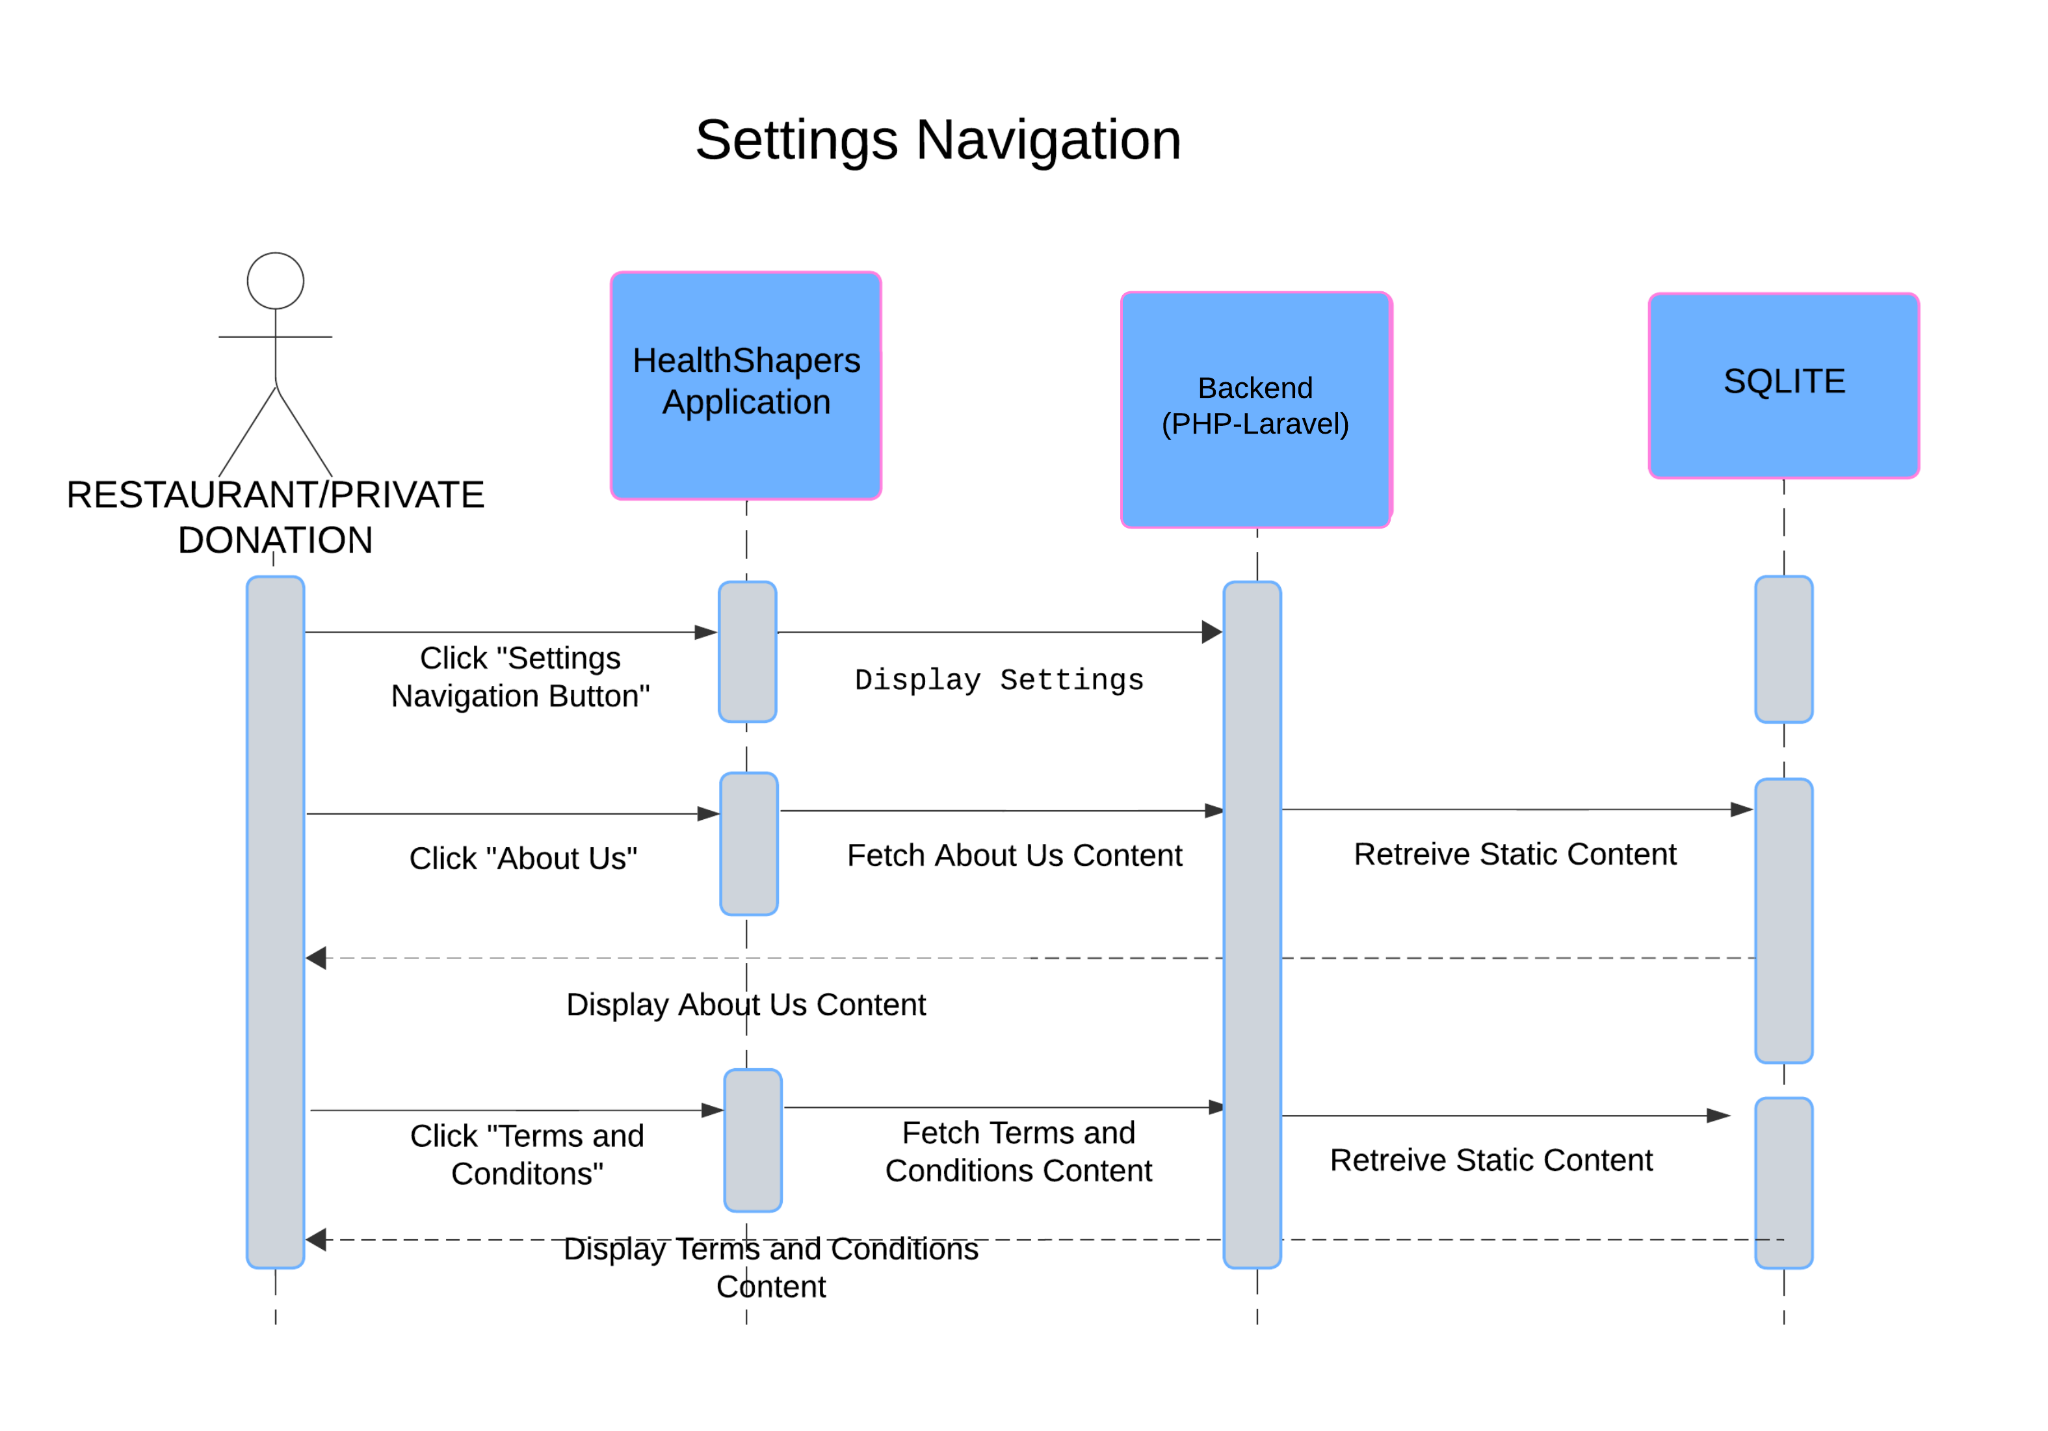 Settings Navigation
HealthShapers
Application
Backend
(PHP-Laravel)
SQLITE
RESTAURANT/PRIVATE
DONATION
Click "Settings
Navigation Button"
Display Settings
Click "About Us"
Fetch About Us Content
Retreive Static Content
Display About Us Content
Click "Terms and
Conditons"
Fetch Terms and
Conditions Content
Retreive Static Content
Display Terms and Conditions
Content